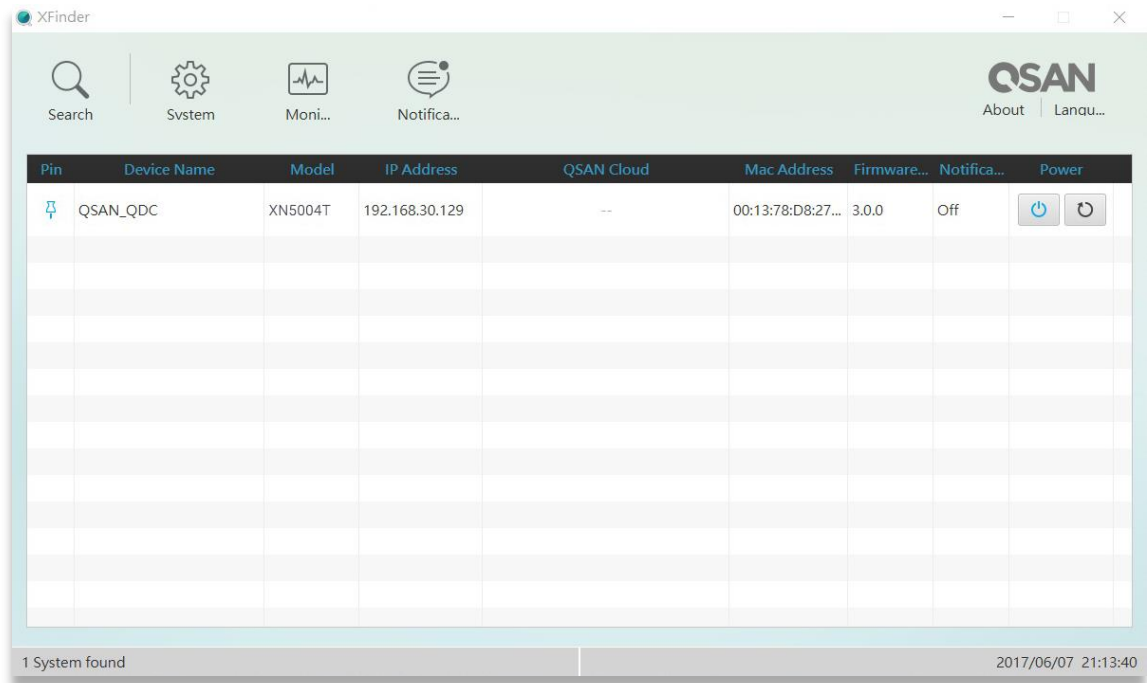 XFinder
Search
System
Moni...
Notifica...
QSAN
About
Langu...
Pin Device Name Model IP Address QSAN Cloud Mac Address Firmware... Notifica... Power
QSAN_QDC XN5004T 192.168.30.129 -- 00:13:78:D8:27... 3.0.0 Off
1 System found
2017/06/07 21:13:40